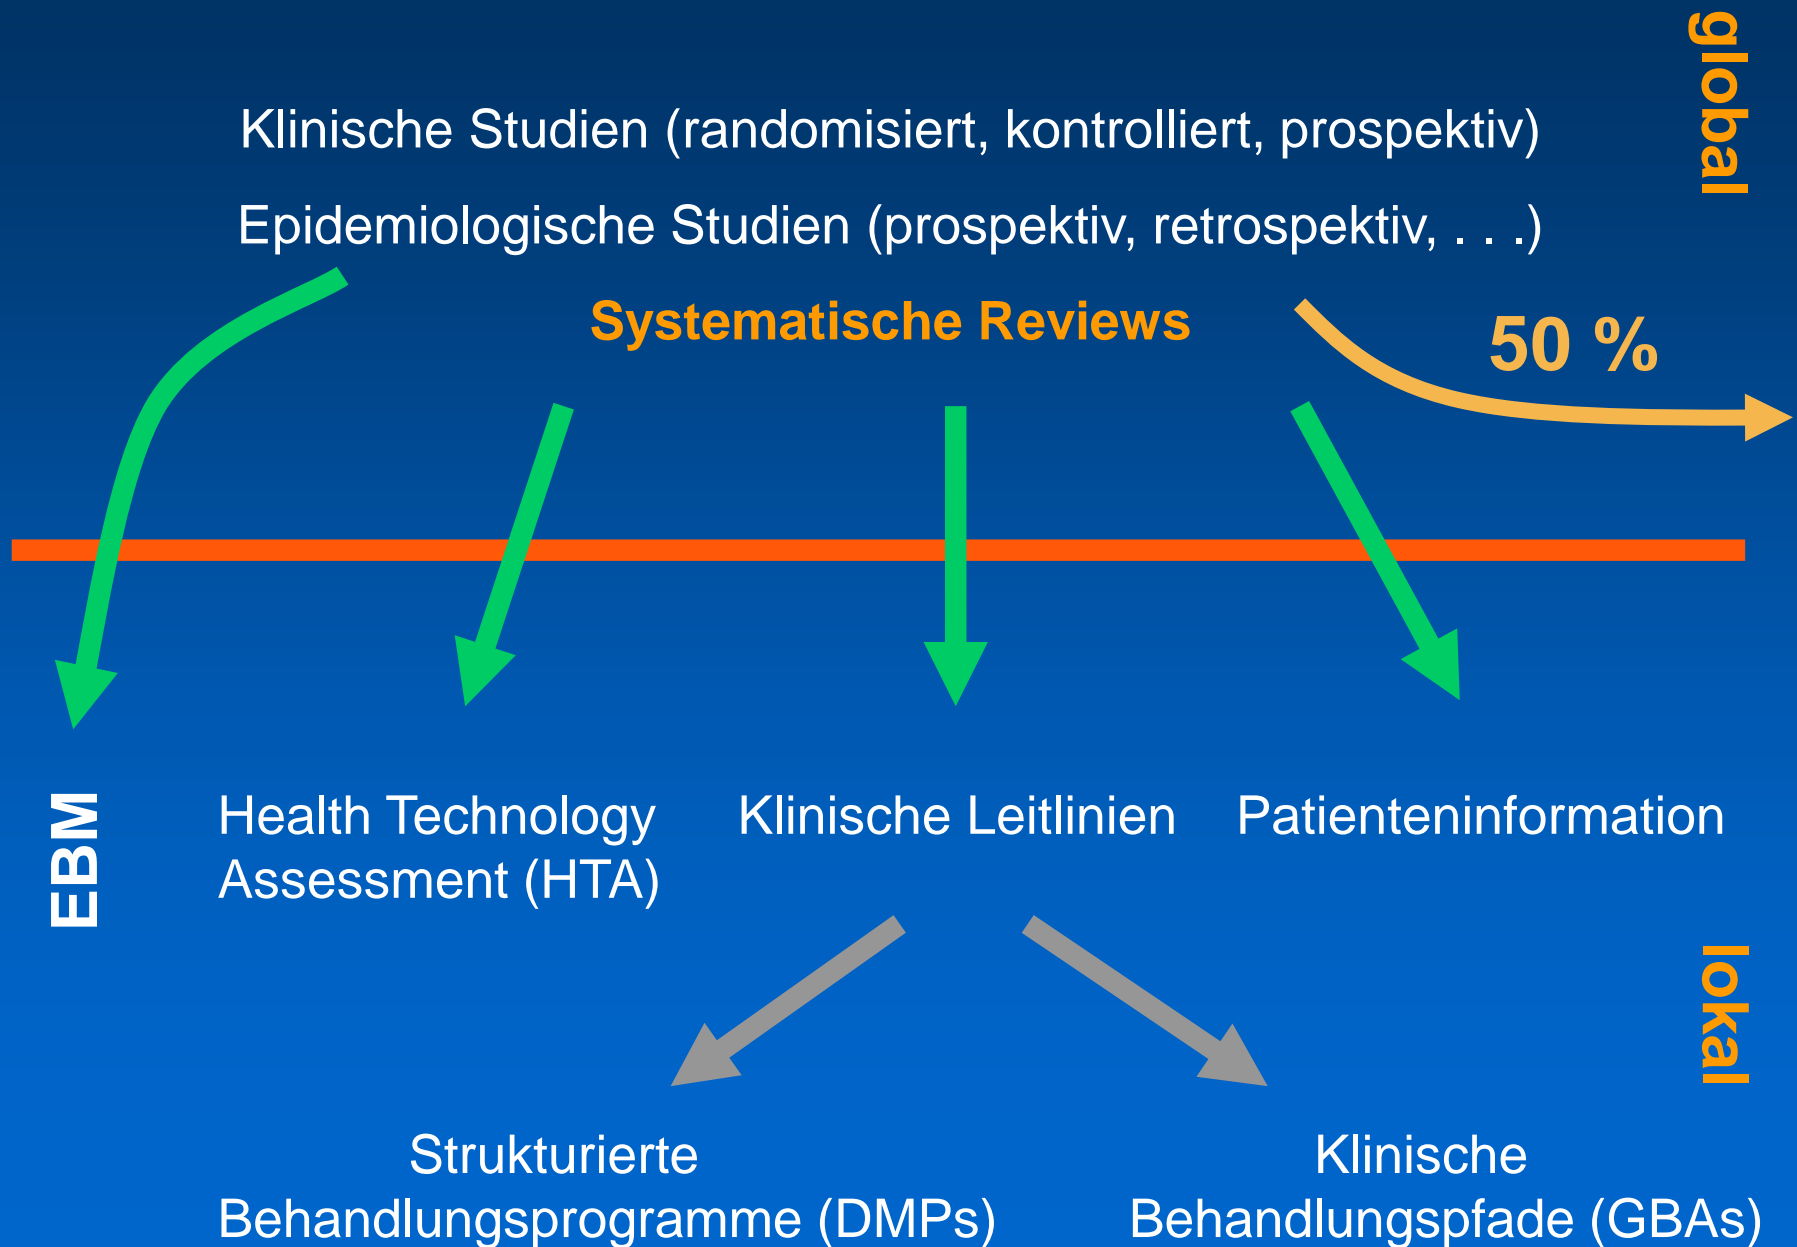 global
Klinische Studien (randomisiert, kontrolliert, prospektiv)
Epidemiologische Studien (prospektiv, retrospektiv, . . .)
Systematische Reviews
50 %
EBM
Health Technology
Assessment (HTA)
Klinische Leitlinien
Patienteninformation
lokal
Strukturierte
Behandlungsprogramme (DMPs)
Klinische
Behandlungspfade (GBAs)